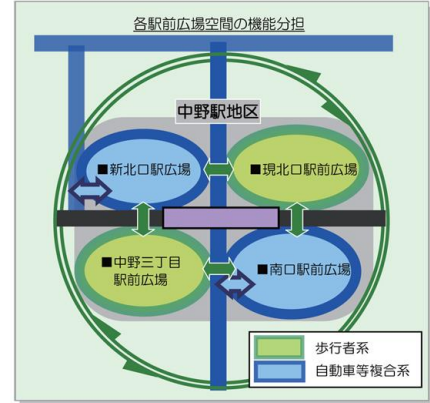 各駅前広場空間の機能分担
中野駅地区
■新北口駅広場
■現北口駅前広場
■中野三丁目
駅前広場
■南口駅前広場
歩行者系
自動車等複合系